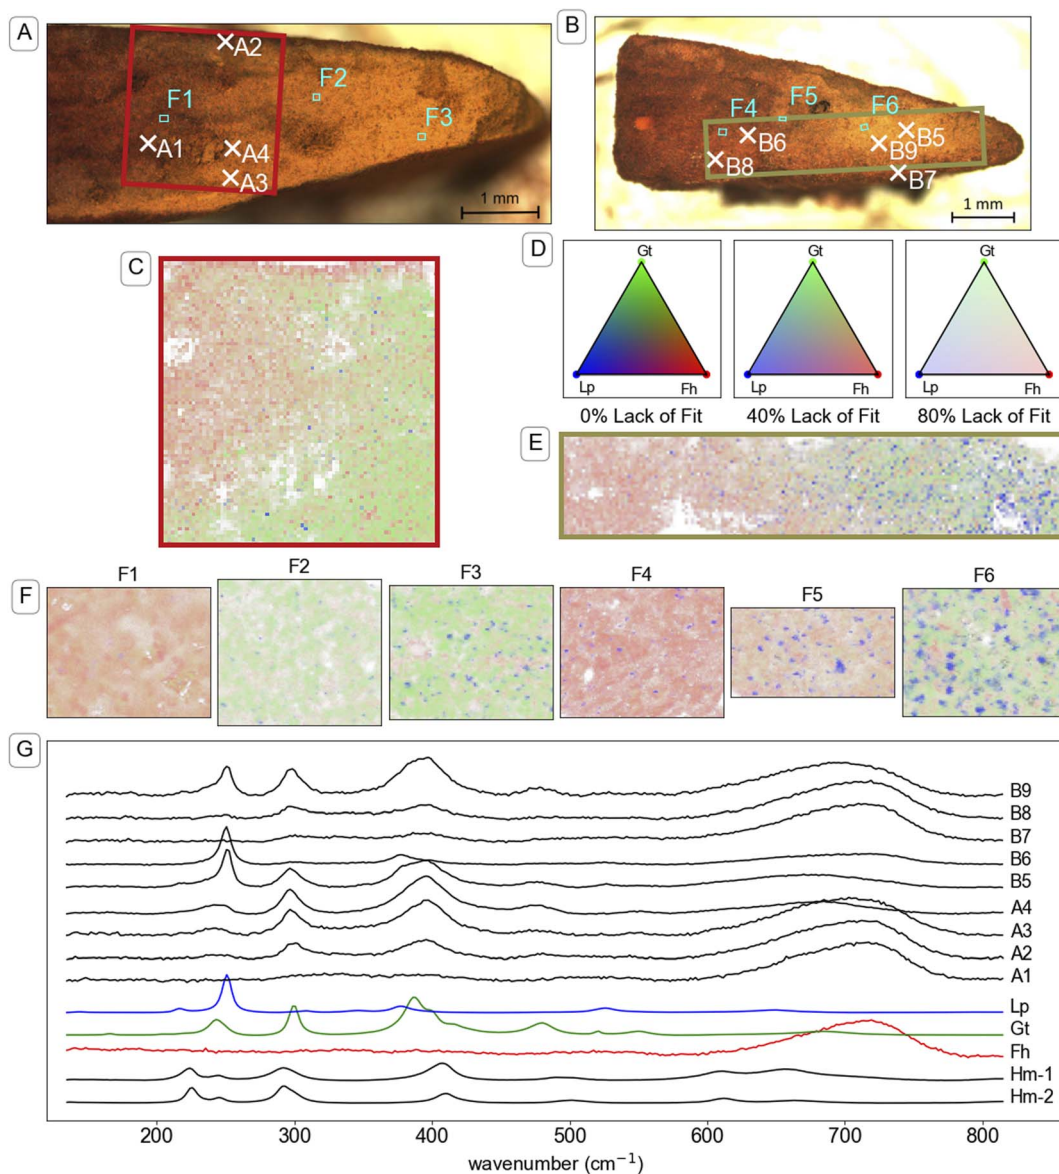 A
A2
F1
F2
F3
A1
A4
A3
1 mm
B
F4
F5
F6
B6
B5
B9
B8
B7
1 mm
C
D
Gt
Lp
Fh
0% Lack of Fit
Gt
Lp
Fh
40% Lack of Fit
Gt
Lp
Fh
80% Lack of Fit
E
F
F1
F2
F3
F4
F5
F6
G
B9
B8
B7
B6
B5
A4
A3
A2
A1
Lp
Gt
Fh
Hm-1
Hm-2
200 300 400 500 600 700 800
wavenumber (cm⁻¹)